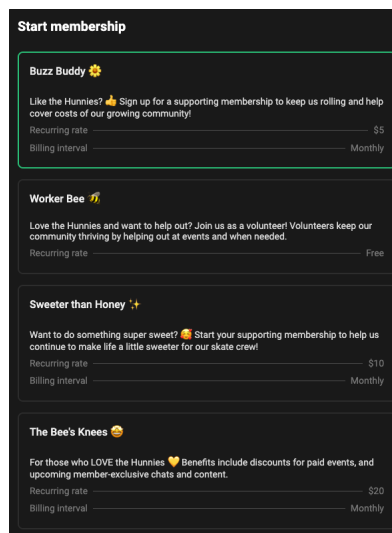 Start membership
Buzz Buddy 🌼
Like the Hunnies? 👍 Sign up for a supporting membership to keep us rolling and help
cover costs of our growing community!
Recurring rate $5
Billing interval Monthly
Worker Bee 🐝
Love the Hunnies and want to help out? Join us as a volunteer! Volunteers keep our
community thriving by helping out at events and when needed.
Recurring rate Free
Sweeter than Honey ✨
Want to do something super sweet? 🥰 Start your supporting membership to help us
continue to make life a little sweeter for our skate crew!
Recurring rate $10
Billing interval Monthly
The Bee's Knees 🤩
For those who LOVE the Hunnies 💛 Benefits include discounts for paid events, and
upcoming member-exclusive chats and content.
Recurring rate $20
Billing interval Monthly